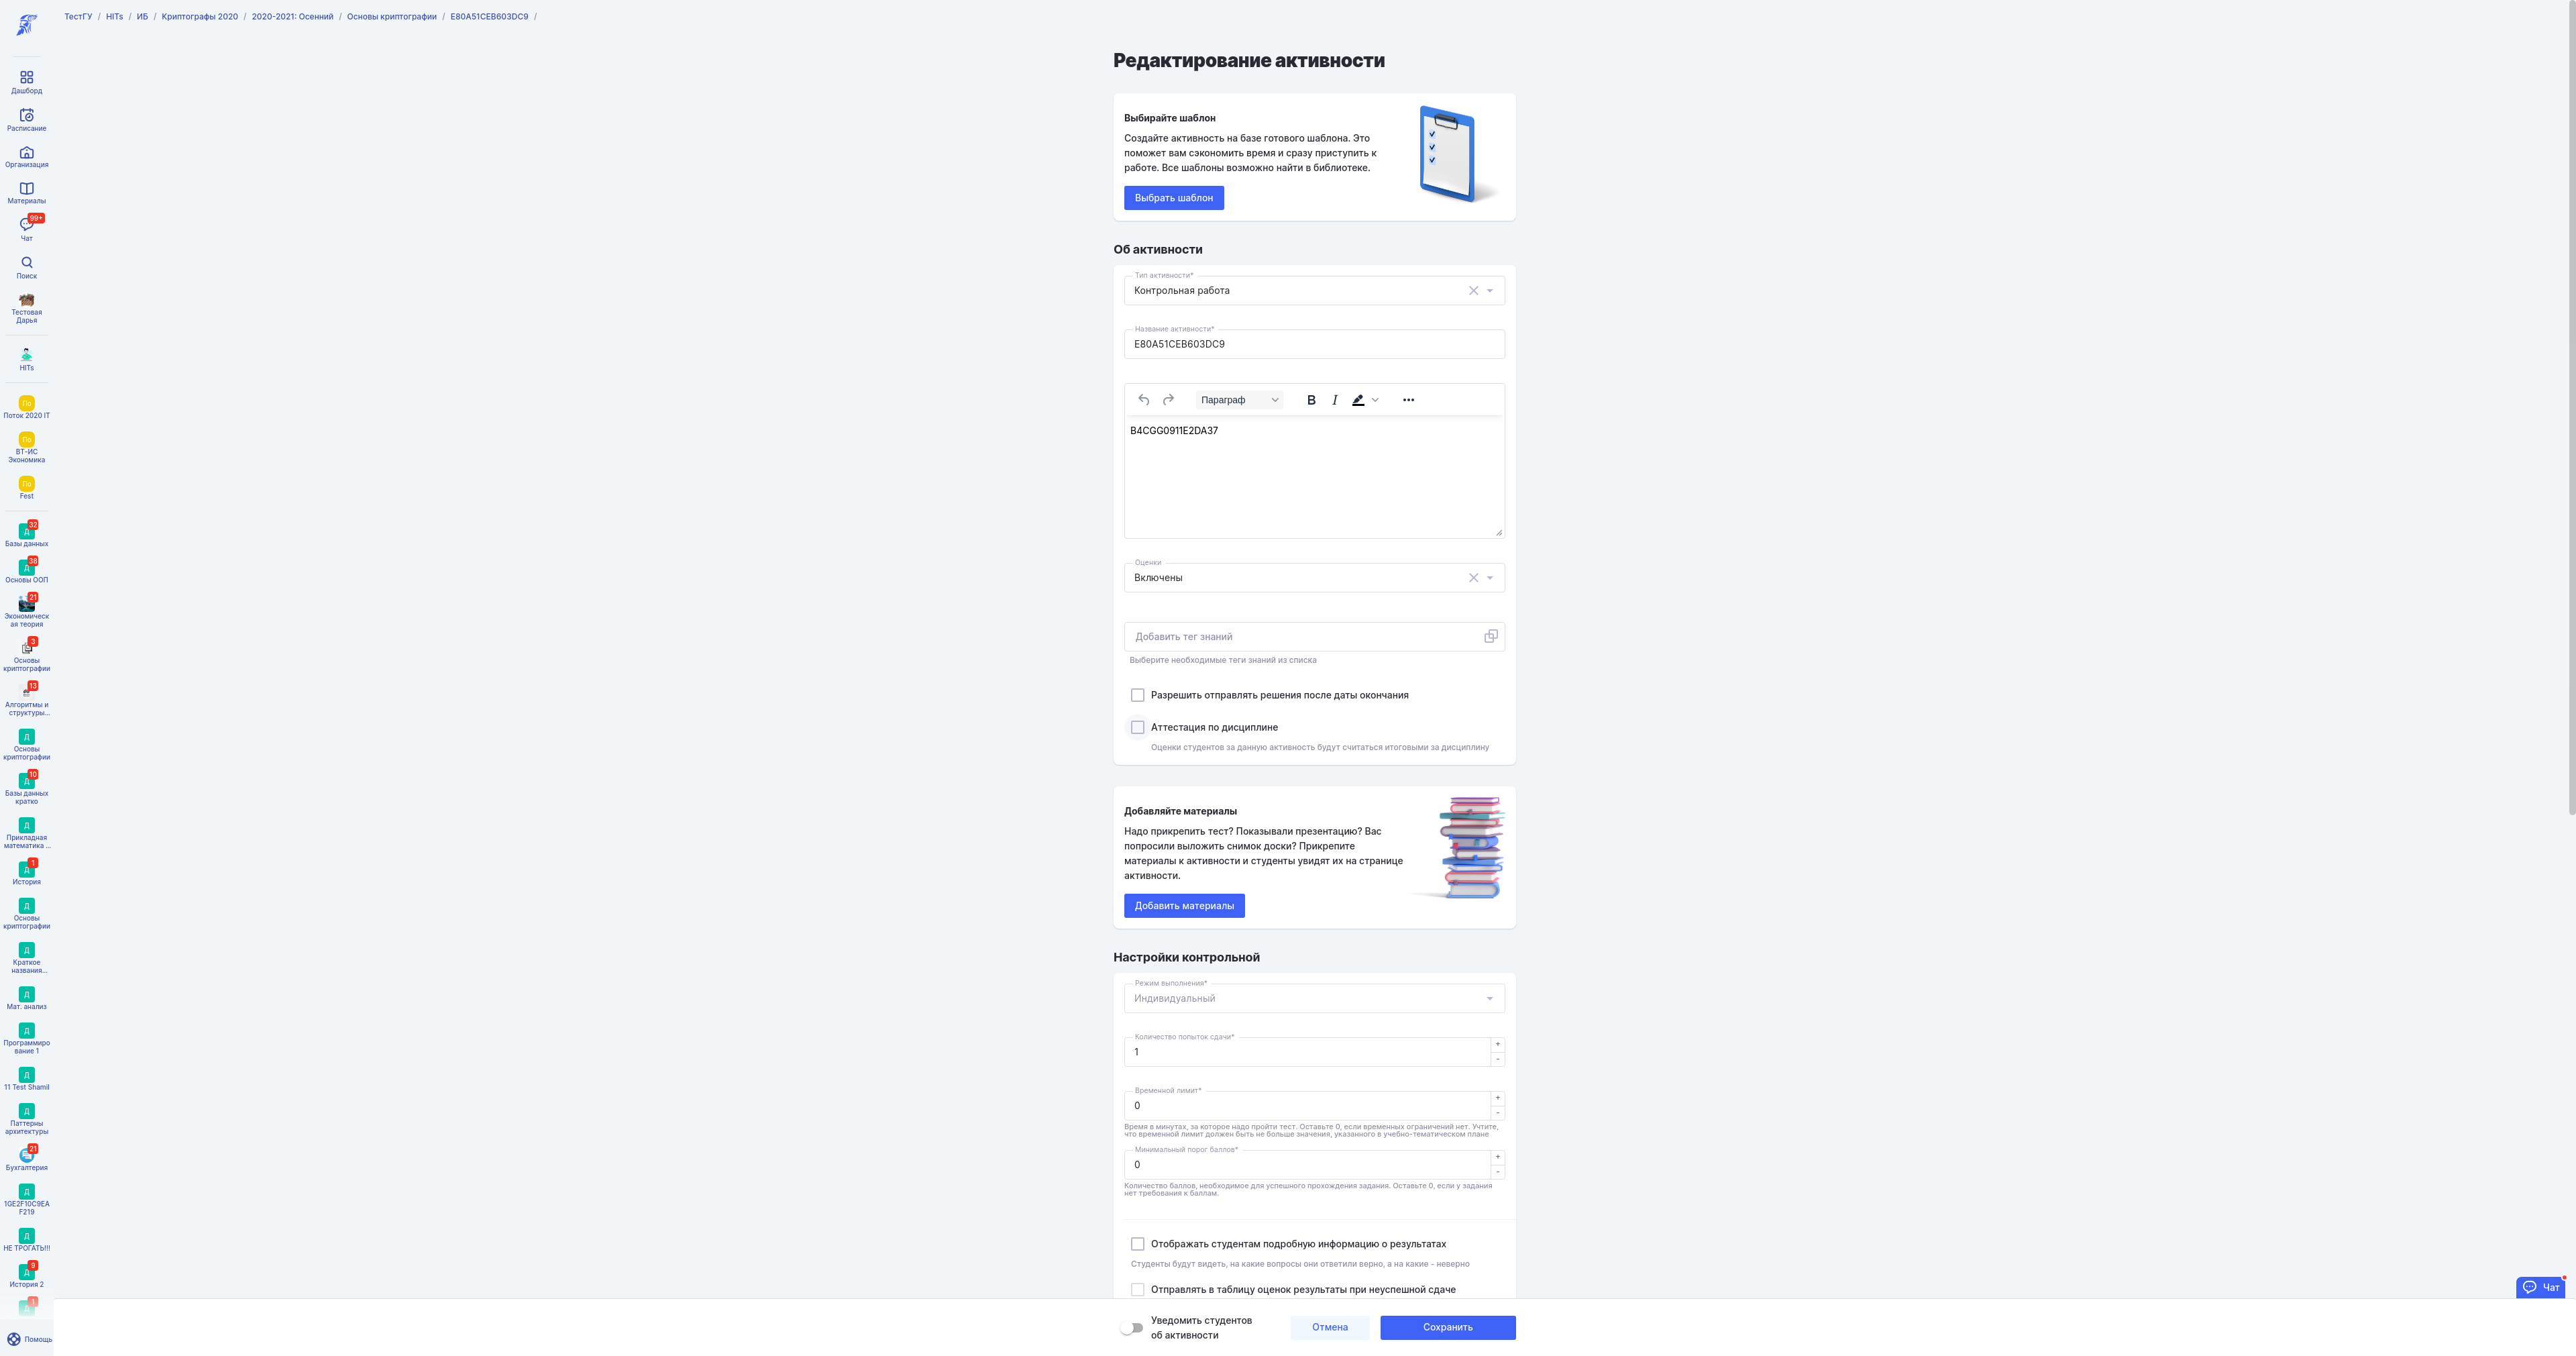 ТестГУ / HITs / ИБ / Криптографы 2020 / 2020-2021: Осенний / Основы криптографии / E80A51CEB603DC9 /
Дашборд
Расписание
Организация
Материалы
99+
Чат
Поиск
Тестовая
Дарья
HITs
По
Поток 2020 IT
По
ВТ-ИС
Экономика
По
Fest
32
Д
Базы данных
38
Д
Основы ООП
21
Экономическ
ая теория
3
Основы
криптографии
13
Алгоритмы и
структуры...
Д
Основы
криптографии
10
Д
Базы данных
кратко
Д
Прикладная
математика ...
1
Д
История
Д
Основы
криптографии
Д
Краткое
названия...
Д
Мат. анализ
Д
Программиро
вание 1
Д
11 Test Shamil
Д
Паттерны
архитектуры
21
Бухгалтерия
Д
1GE2F10C9EA
F219
Д
НЕ ТРОГАТЬ!!!
9
Д
История 2
1
Д
Помощь
Редактирование активности
Выбирайте шаблон
Создайте активность на базе готового шаблона. Это
поможет вам сэкономить время и сразу приступить к
работе. Все шаблоны возможно найти в библиотеке.
Выбрать шаблон
Об активности
Тип активности*
Контрольная работа
Название активности*
E80A51CEB603DC9
Параграф B I
B4CGG0911E2DA37
Оценки
Включены
Добавить тег знаний
Выберите необходимые теги знаний из списка
Разрешить отправлять решения после даты окончания
Аттестация по дисциплине
Оценки студентов за данную активность будут считаться итоговыми за дисциплину
Добавляйте материалы
Надо прикрепить тест? Показывали презентацию? Вас
попросили выложить снимок доски? Прикрепите
материалы к активности и студенты увидят их на странице
активности.
Добавить материалы
Настройки контрольной
Режим выполнения*
Индивидуальный
Количество попыток сдачи*
1
+
-
Временной лимит*
0
+
-
Время в минутах, за которое надо пройти тест. Оставьте 0, если временных ограничений нет. Учтите,
что временной лимит должен быть не больше значения, указанного в учебно-тематическом плане
Минимальный порог баллов*
0
+
-
Количество баллов, необходимое для успешного прохождения задания. Оставьте 0, если у задания
нет требования к баллам.
Отображать студентам подробную информацию о результатах
Студенты будут видеть, на какие вопросы они ответили верно, а на какие - неверно
Отправлять в таблицу оценок результаты при неуспешной сдаче
Уведомить студентов
об активности
Отмена
Сохранить
Чат